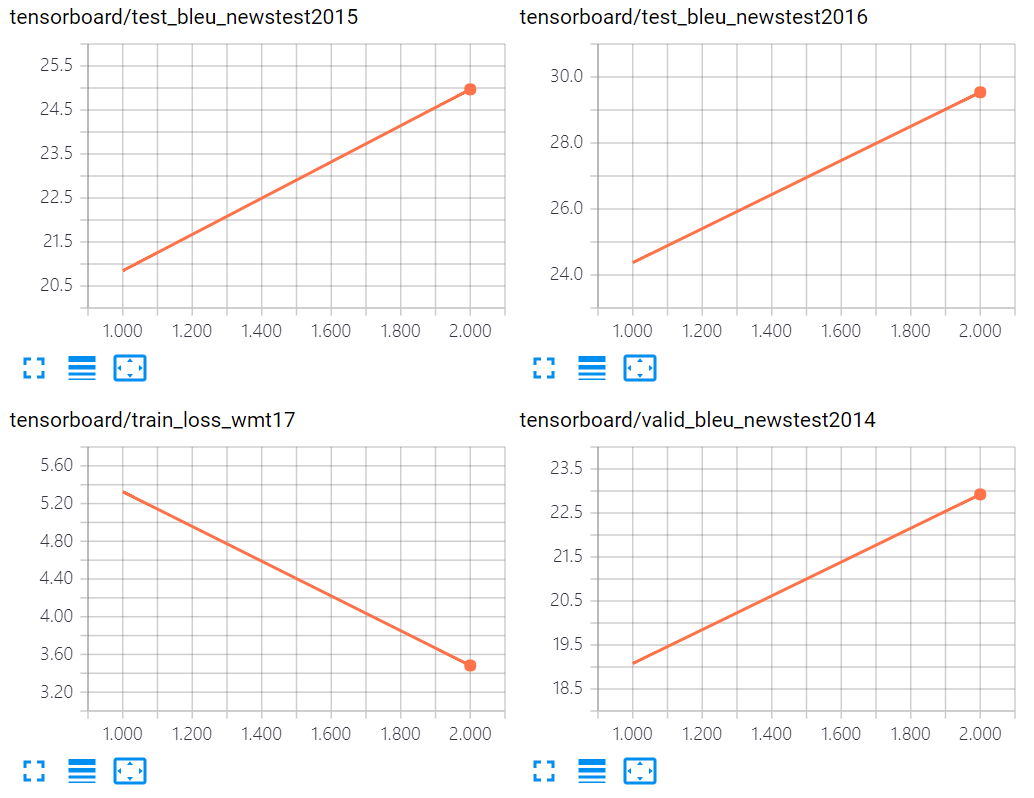 tensorboard/test_bleu_newstest2015
25.5
24.5
23.5
22.5
21.5
20.5
1.000 1.200 1.400 1.600 1.800 2.000
tensorboard/test_bleu_newstest2016
30.0
28.0
26.0
24.0
1.000 1.200 1.400 1.600 1.800 2.000
tensorboard/train_loss_wmt17
5.60
5.20
4.80
4.40
4.00
3.60
3.20
1.000 1.200 1.400 1.600 1.800 2.000
tensorboard/valid_bleu_newstest2014
23.5
22.5
21.5
20.5
19.5
18.5
1.000 1.200 1.400 1.600 1.800 2.000